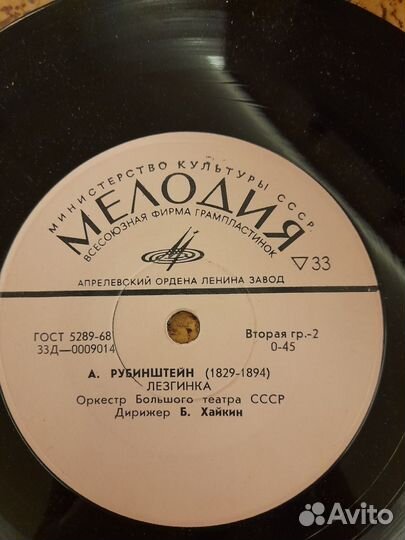 МИНИСТЕРСТВО КУЛЬТУРЫ СССР
МЕЛОДИЯ
ВСЕСОЮЗНАЯ ФИРМА ГРАМПЛАСТИНОК
▽33
АПРЕЛЕВСКИЙ ОРДЕНА ЛЕНИНА ЗАВОД
ГОСТ 5289-68
33Д—0009014
Вторая гр.-2
0-45
А. РУБИНШТЕЙН (1829-1894)
ЛЕЗГИНКА
Оркестр Большого театра СССР
Дирижер Б. Хайкин
Avito